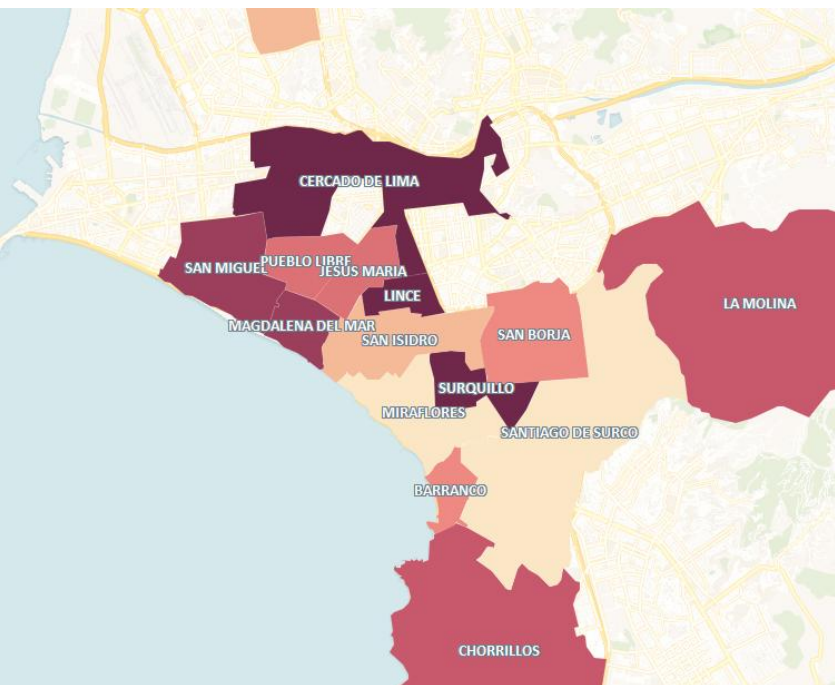 CERCADO DE LIMA
PUEBLO LIBRE
SAN MIGUEL
JESUS MARIA
LINCE
LA MOLINA
MAGDALENA DEL MAR
SAN ISIDRO
SAN BORJA
SURQUILLO
MIRAFLORES
SANTIAGO DE SURCO
BARRANCO
CHORRILLOS